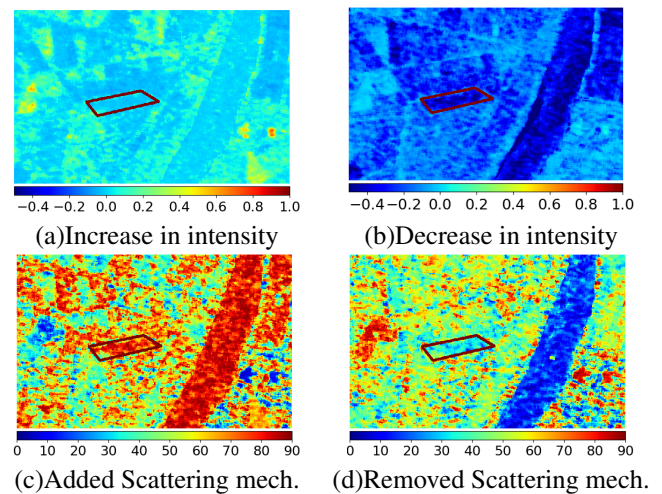 −0.4 −0.2 0.0 0.2 0.4 0.6 0.8 1.0
−0.4 −0.2 0.0 0.2 0.4 0.6 0.8 1.0
(a)Increase in intensity
(b)Decrease in intensity
0 10 20 30 40 50 60 70 80 90
0 10 20 30 40 50 60 70 80 90
(c)Added Scattering mech.
(d)Removed Scattering mech.